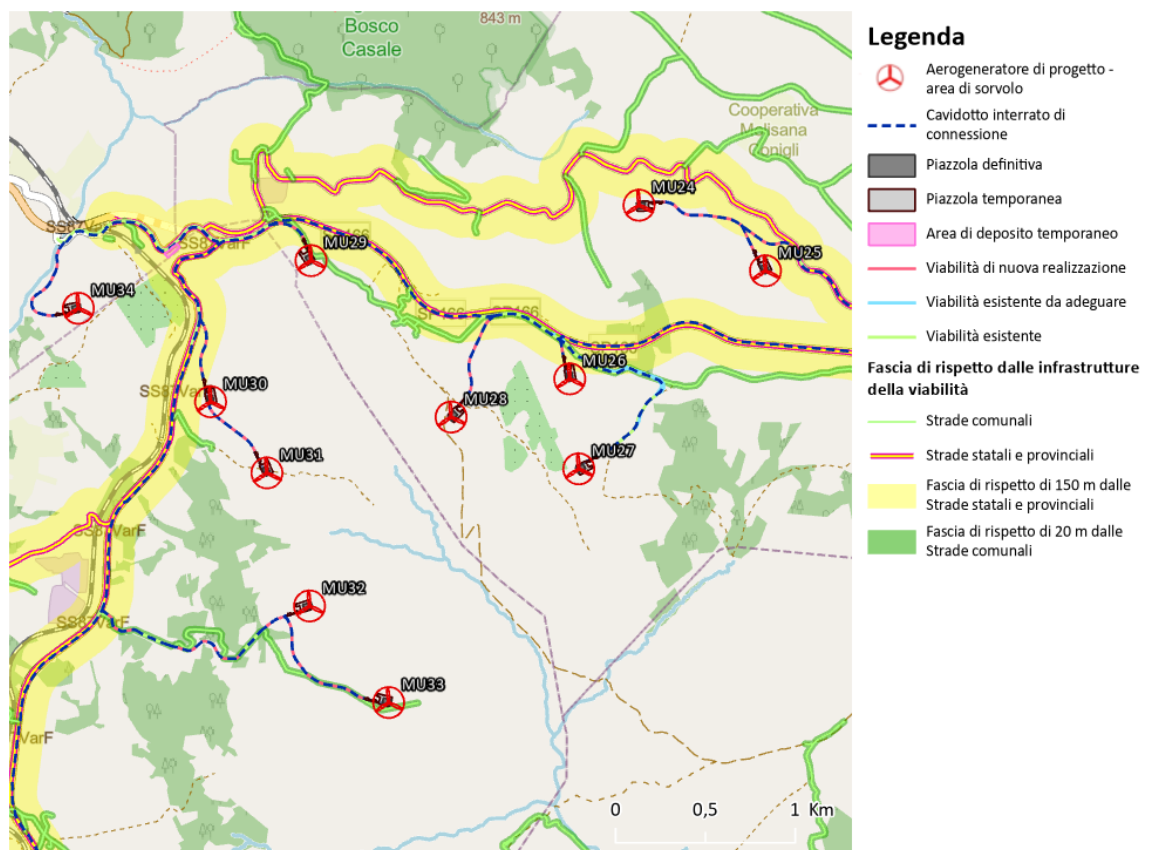 843 m
Bosco
Casale
Cooperativa
Malisana
Conigli
MU24
SS87VarF
SS87VarF
MU29
MU25
MU34
MU26
MU30
SS87VarF
MU28
MU31
MU27
SS87VarF
MU32
SS87VarF
MU33
VarF
0 0,5 1 Km
Legenda
Aerogeneratore di progetto -
area di sorvolo
Cavidotto interrato di
connessione
Piazzola definitiva
Piazzola temporanea
Area di deposito temporaneo
Viabilità di nuova realizzazione
Viabilità esistente da adeguare
Viabilità esistente
Fascia di rispetto dalle infrastrutture
della viabilità
Strade comunali
Strade statali e provinciali
Fascia di rispetto di 150 m dalle
Strade statali e provinciali
Fascia di rispetto di 20 m dalle
Strade comunali